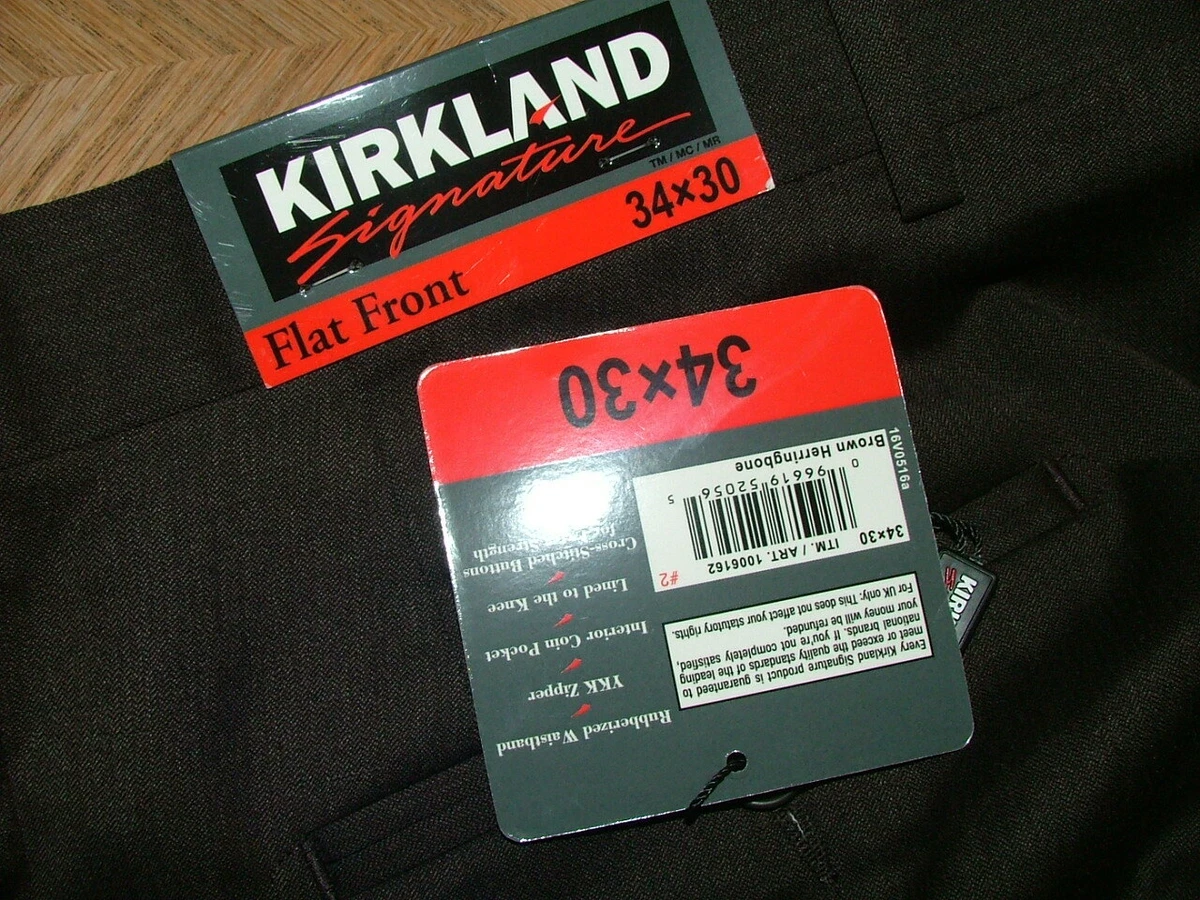 KIRKLAND
Signature
TM / MC / MR
Flat Front 34×30
Rubberized Waistband
YKK Zipper
Interior Coin Pocket
Lined to the Knee
Cross-Stitched Buttons
for Strength
Every Kirkland Signature product is guaranteed to
meet or exceed the quality standards of the leading
national brands. If you're not completely satisfied,
your money will be refunded.
For UK only: This does not affect your statutory rights.
#2
ITM. / ART. 1006162
34×30
0 96619 52056 5
Brown Herringbone
16V0516a
34×30
KIRK